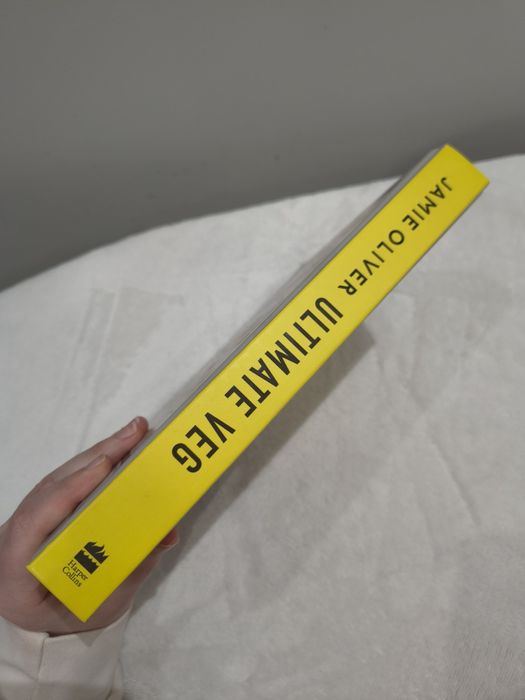 JAMIE OLIVER ULTIMATE VEG
Harper
Collins